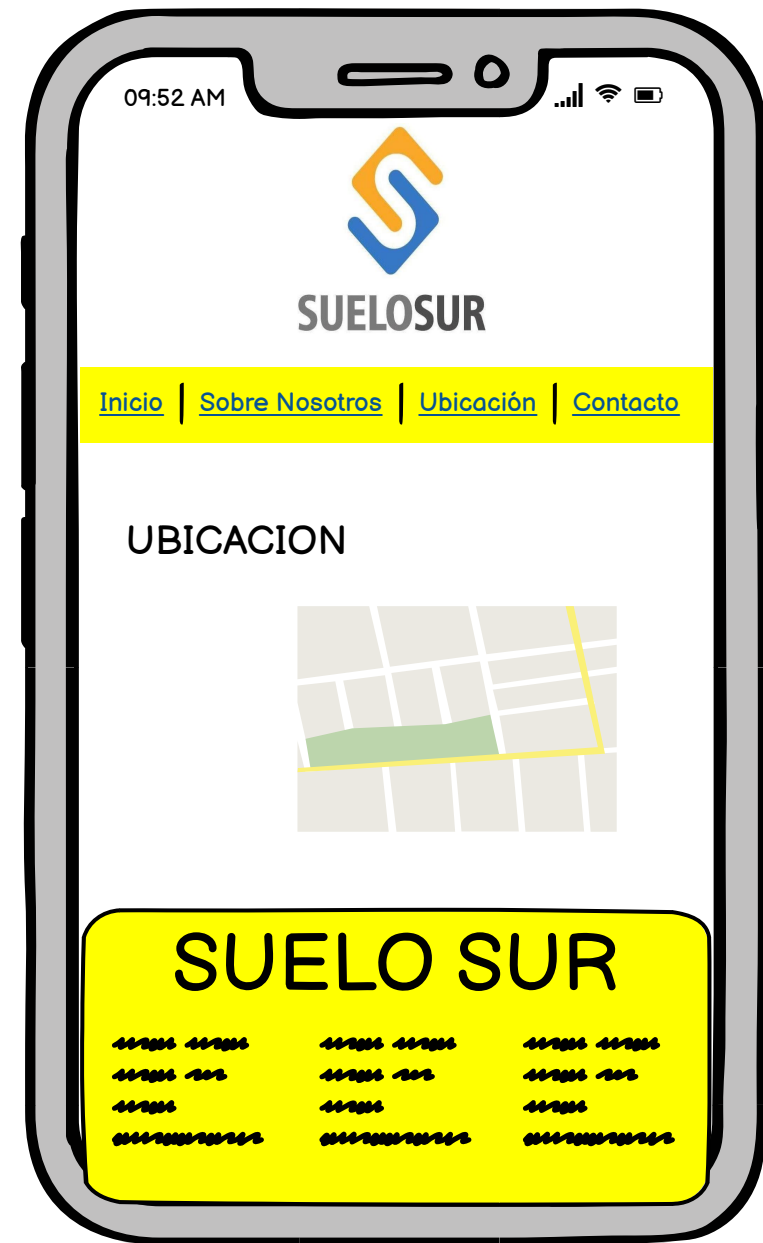 09:52 AM
SUELOSUR
Inicio Sobre Nosotros Ubicación Contacto
UBICACION
SUELO SUR